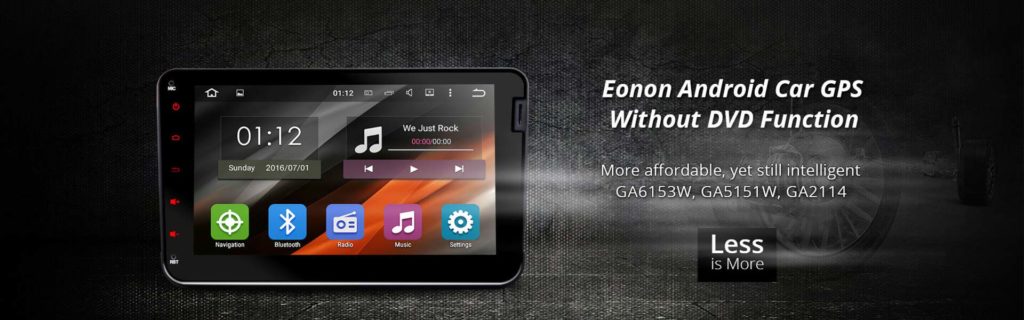 MIC
01:12
01:12
We Just Rock
00:00/00:00
Sunday 2016/07/01
Navigation
Bluetooth
Radio
Music
Settings
RST
Eonon Android Car GPS
Without DVD Function
More affordable, yet still intelligent
GA6153W, GA5151W, GA2114
Less
is More